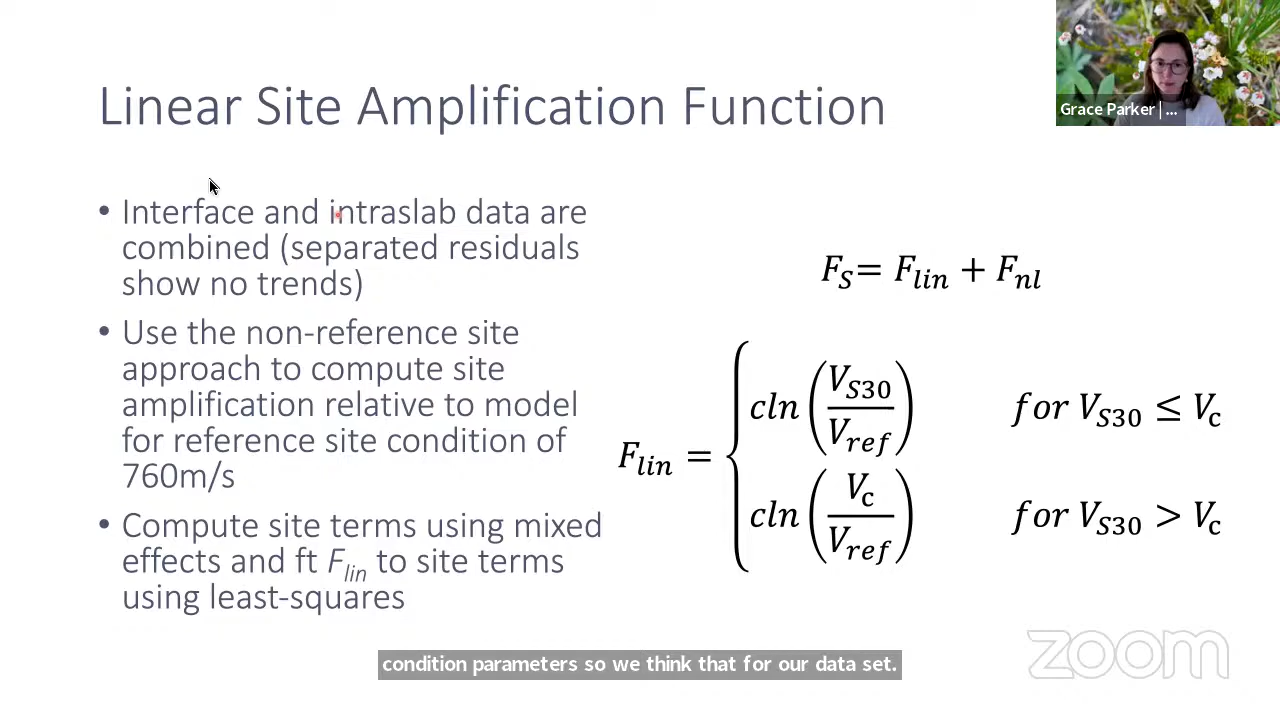 Grace Parker | ...
Linear Site Amplification Function
• Interface and intraslab data are
combined (separated residuals
show no trends)
• Use the non-reference site
approach to compute site
amplification relative to model
for reference site condition of
760m/s
• Compute site terms using mixed
effects and ft F_lin to site terms
using least-squares
F_S= F_lin + F_nl
F_lin = { cln (V_S30 / V_ref) for V_S30 ≤ V_c
cln (V_c / V_ref) for V_S30 > V_c
condition parameters so we think that for our data set.
zoom